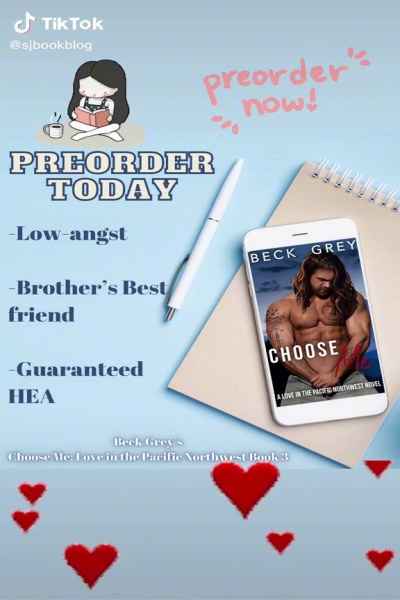 TikTok
@sjbookblog
preorder
now!
PREORDER
TODAY
-Low-angst
-Brother's Best
friend
-Guaranteed
HEA
BECK GREY
CHOOSE Me
A LOVE IN THE PACIFIC NORTHWEST NOVEL
Beck Grey's
Choose Me: Love in the Pacific Northwest Book 3